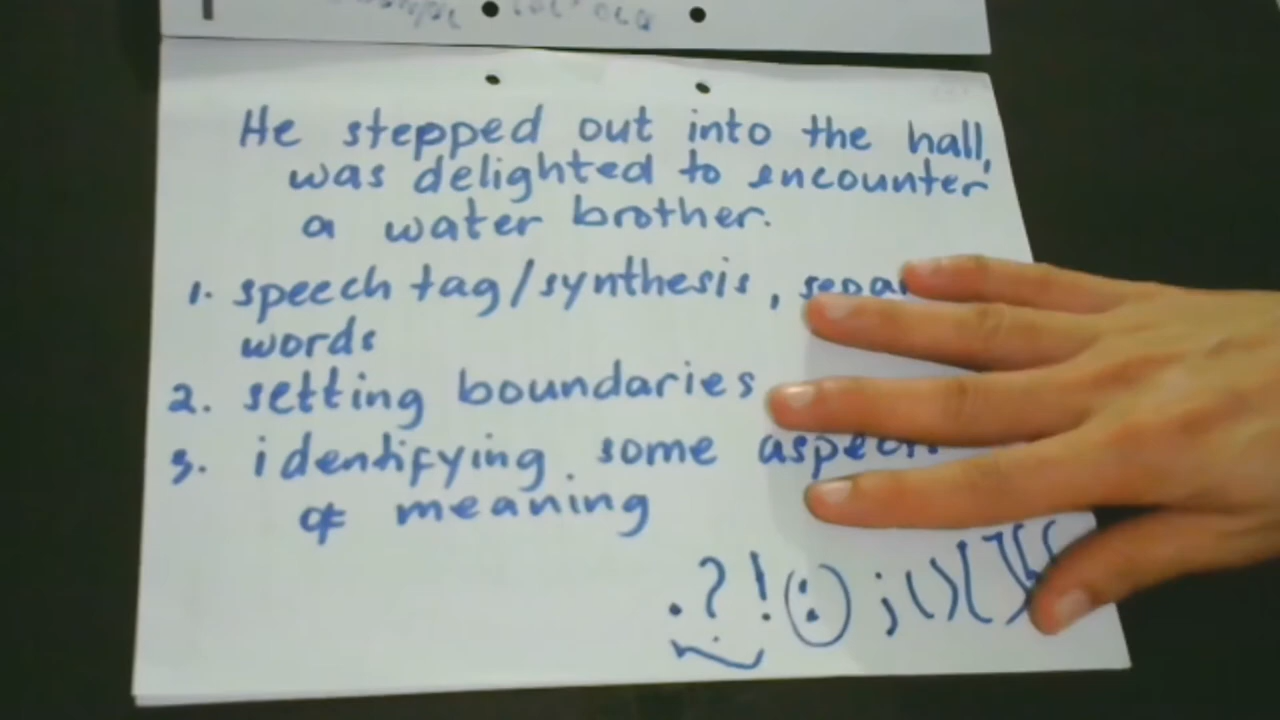 He stepped out into the hall,
was delighted to encounter
a water brother.
1. speech tag/synthesis,
words
2. setting boundaries
3. identifying some
of meaning
. ? ! : ; ( ) [ ]